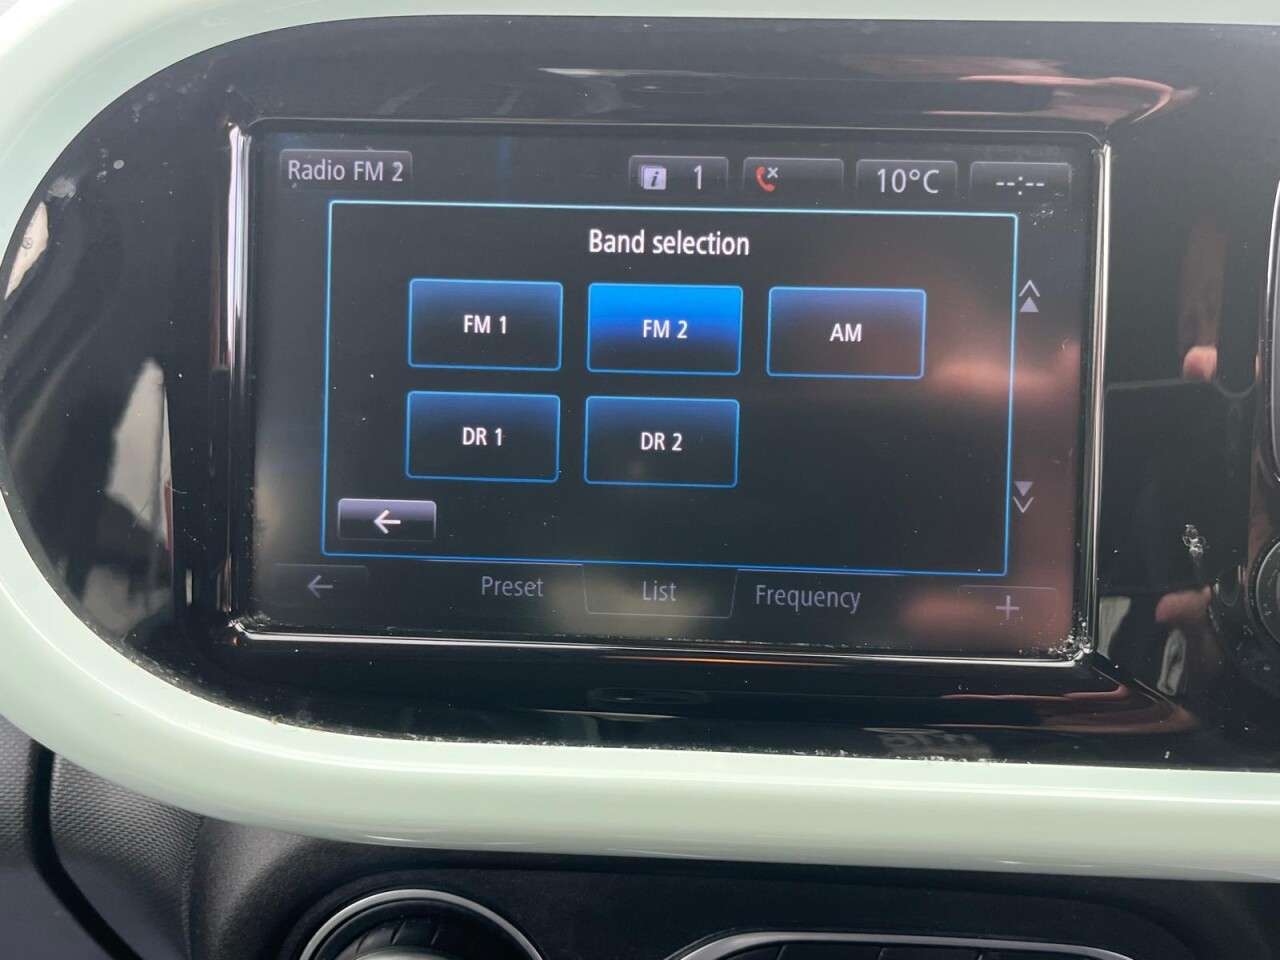 Radio FM 2
i 1
10°C
--:--
Band selection
FM 1
FM 2
AM
DR 1
DR 2
Preset
List
Frequency
+